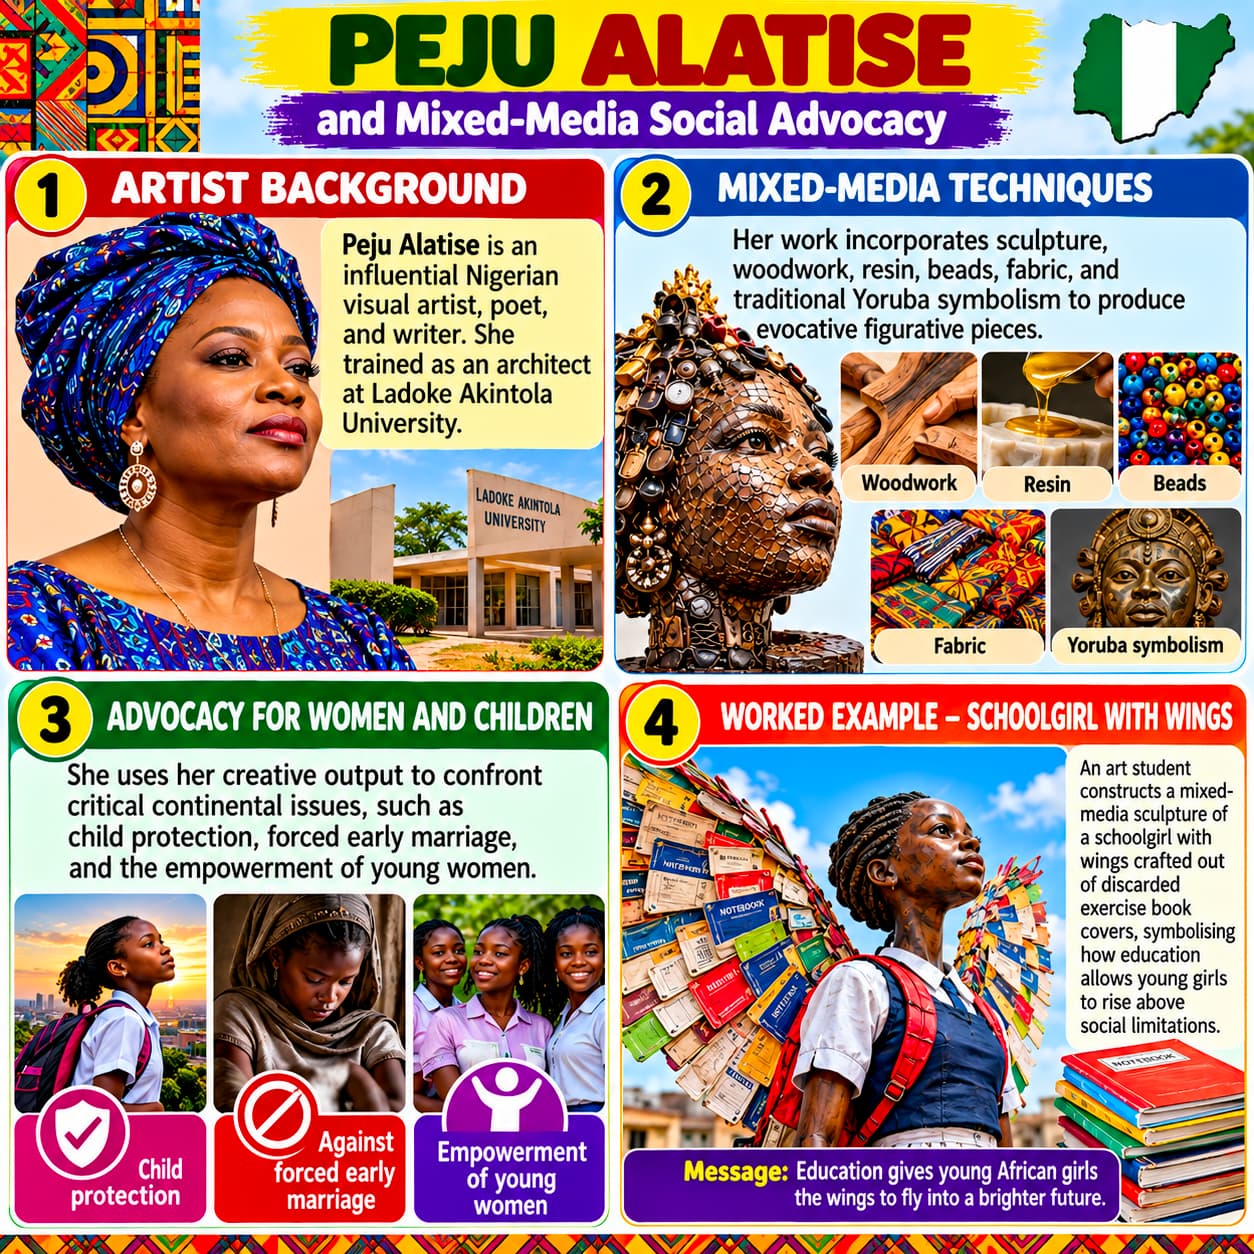 PEJU ALATISE
and Mixed-Media Social Advocacy
1 ARTIST BACKGROUND
Peju Alatise is an
influential Nigerian
visual artist, poet,
and writer. She
trained as an architect
at Ladoke Akintola
University.
LADOKE AKINTOLA
UNIVERSITY
2 MIXED-MEDIA TECHNIQUES
Her work incorporates sculpture,
woodwork, resin, beads, fabric, and
traditional Yoruba symbolism to produce
evocative figurative pieces.
Woodwork
Resin
Beads
Fabric
Yoruba symbolism
3 ADVOCACY FOR WOMEN AND CHILDREN
She uses her creative output to confront
critical continental issues, such as
child protection, forced early marriage,
and the empowerment of young women.
Child
protection
Against
forced early
marriage
Empowerment
of young
women
4 WORKED EXAMPLE – SCHOOLGIRL WITH WINGS
An art student
constructs a mixed-
media sculpture of
a schoolgirl with
wings crafted out
of discarded
exercise book
covers, symbolising
how education
allows young girls
to rise above
social limitations.
NOTEBOOK
NOTEBOOK
Message: Education gives young African girls
the wings to fly into a brighter future.